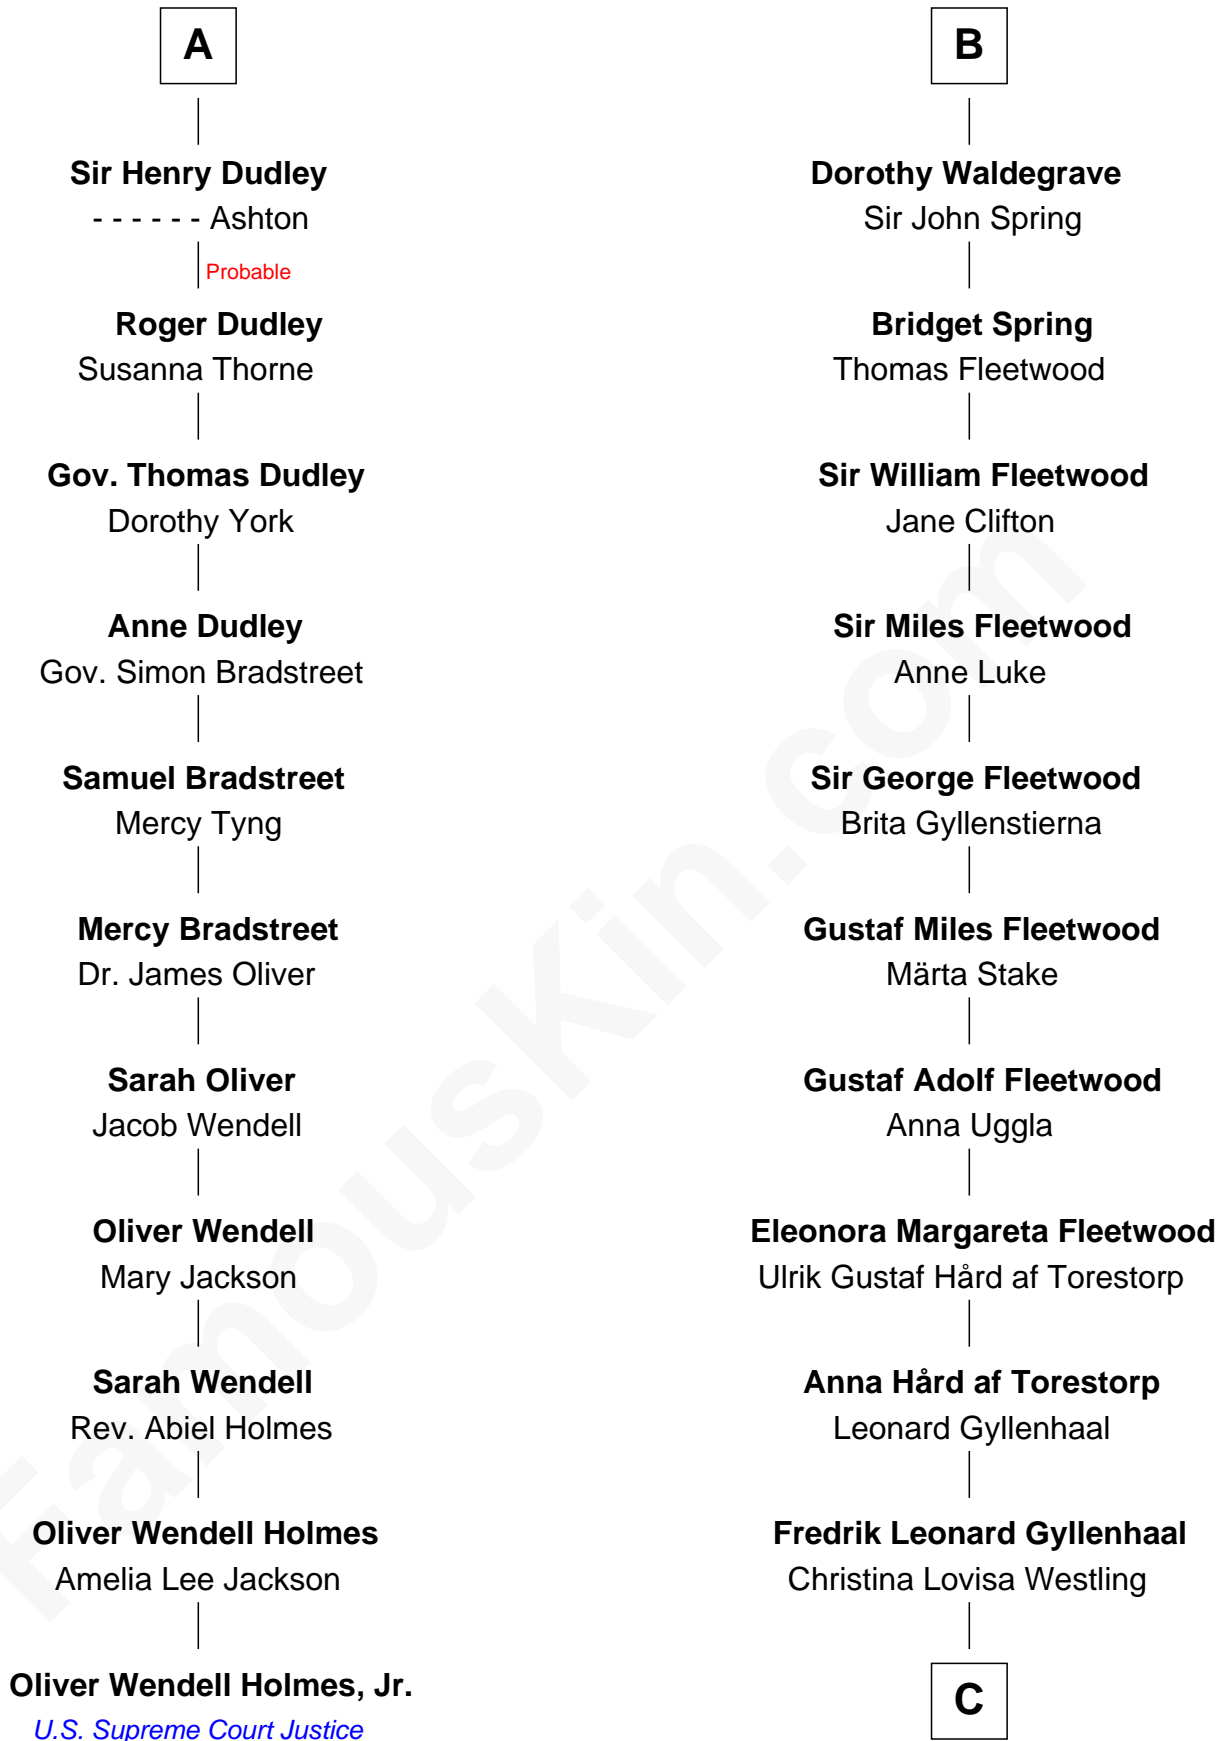 A
Sir Henry Dudley
- - - - - - Ashton
Probable
Roger Dudley
Susanna Thorne
Gov. Thomas Dudley
Dorothy York
Anne Dudley
Gov. Simon Bradstreet
Samuel Bradstreet
Mercy Tyng
Mercy Bradstreet
Dr. James Oliver
Sarah Oliver
Jacob Wendell
Oliver Wendell
Mary Jackson
Sarah Wendell
Rev. Abiel Holmes
Oliver Wendell Holmes
Amelia Lee Jackson
Oliver Wendell Holmes, Jr.
U.S. Supreme Court Justice
B
Dorothy Waldegrave
Sir John Spring
Bridget Spring
Thomas Fleetwood
Sir William Fleetwood
Jane Clifton
Sir Miles Fleetwood
Anne Luke
Sir George Fleetwood
Brita Gyllenstierna
Gustaf Miles Fleetwood
Märta Stake
Gustaf Adolf Fleetwood
Anna Uggla
Eleonora Margareta Fleetwood
Ulrik Gustaf Hård af Torestorp
Anna Hård af Torestorp
Leonard Gyllenhaal
Fredrik Leonard Gyllenhaal
Christina Lovisa Westling
C
FamousKin.com